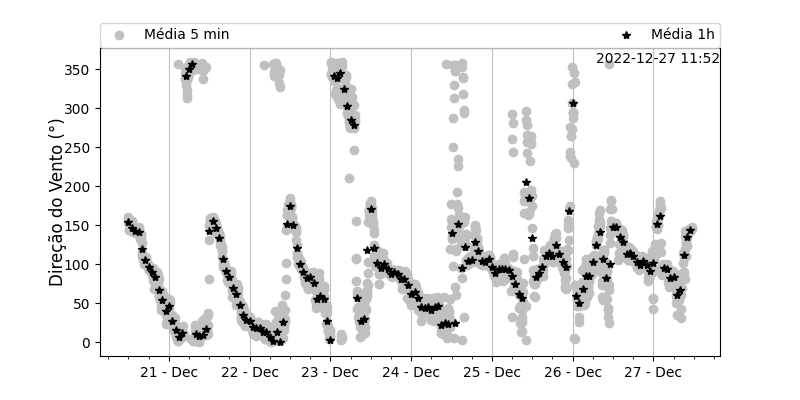 Média 5 min
Média 1h
2022-12-27 11:52
Direção do Vento (°)
350
300
250
200
150
100
50
0
21 - Dec
22 - Dec
23 - Dec
24 - Dec
25 - Dec
26 - Dec
27 - Dec